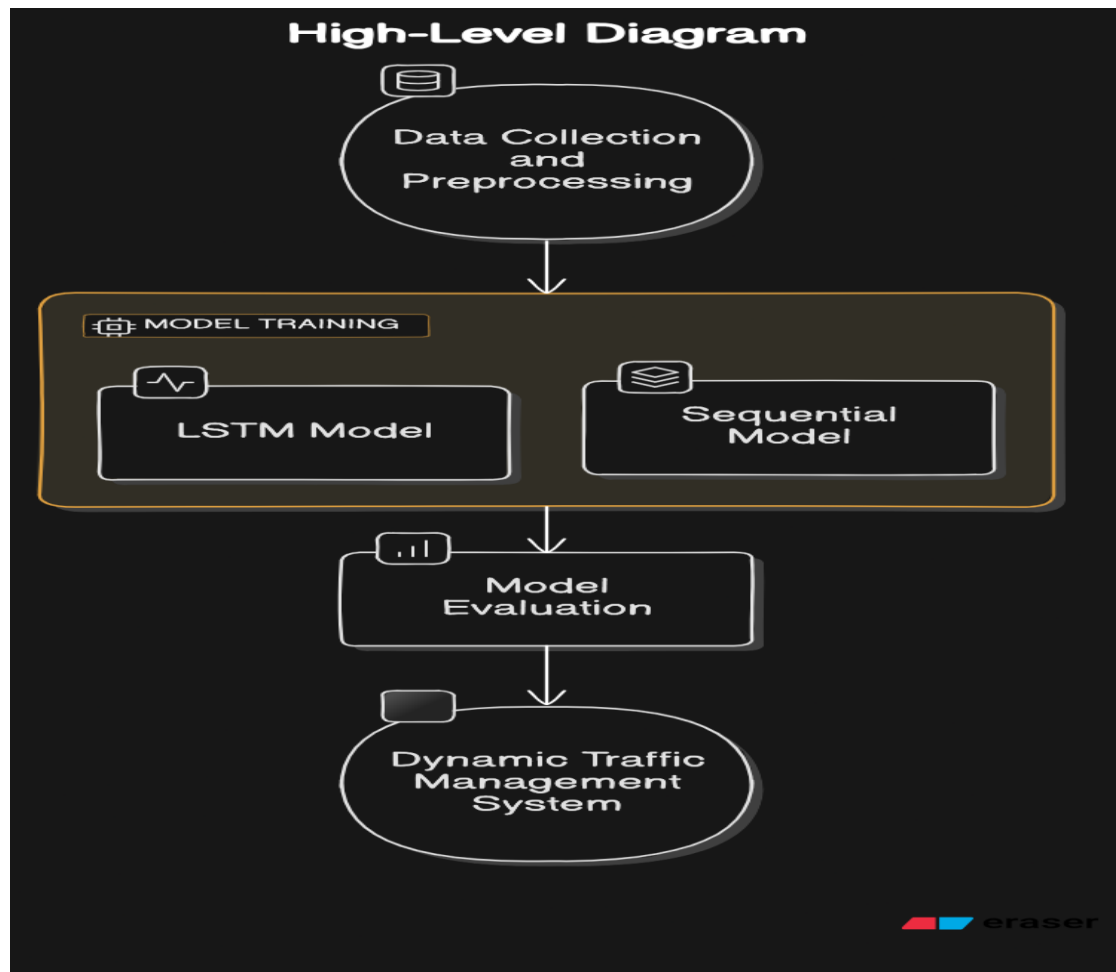 High-Level Diagram
Data Collection
and
Preprocessing
MODEL TRAINING
LSTM Model
Sequential
Model
Model
Evaluation
Dynamic Traffic
Management
System
eraser